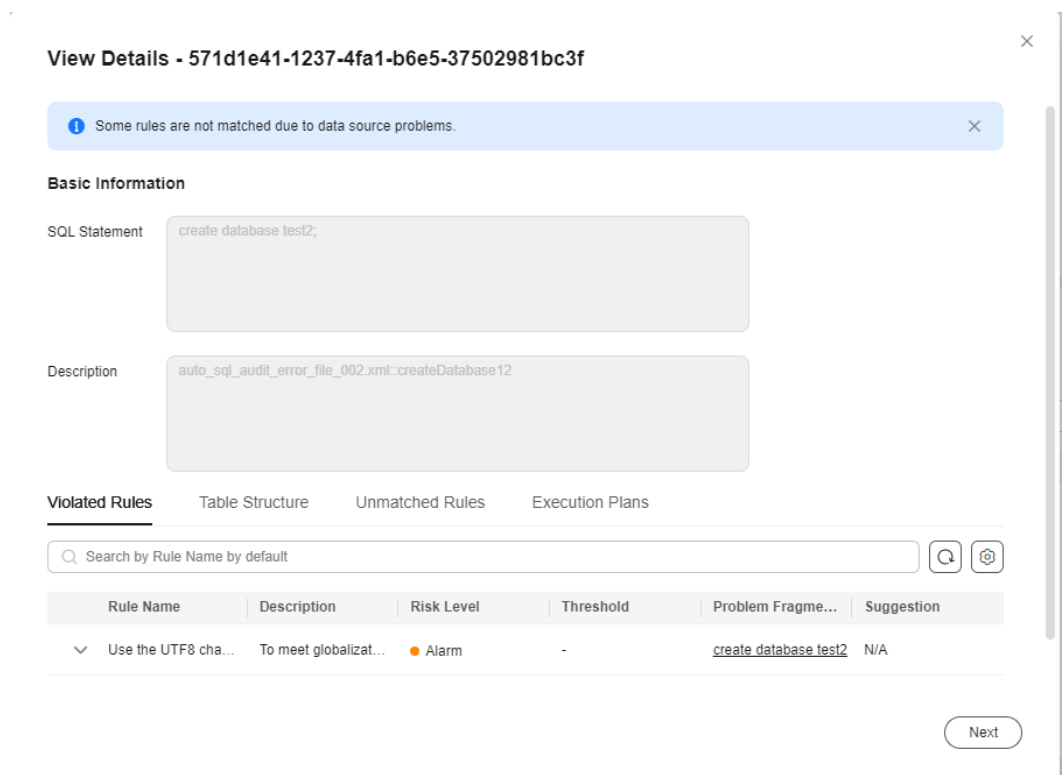 View Details - 571d1e41-1237-4fa1-b6e5-37502981bc3f
Some rules are not matched due to data source problems.
Basic Information
SQL Statement
create database test2;
Description
auto_sql_audit_error_file_002.xml::createDatabase12
Violated Rules Table Structure Unmatched Rules Execution Plans
Search by Rule Name by default
Rule Name Description Risk Level Threshold Problem Fragme... Suggestion
Use the UTF8 cha... To meet globalizat... Alarm - create database test2 N/A
Next